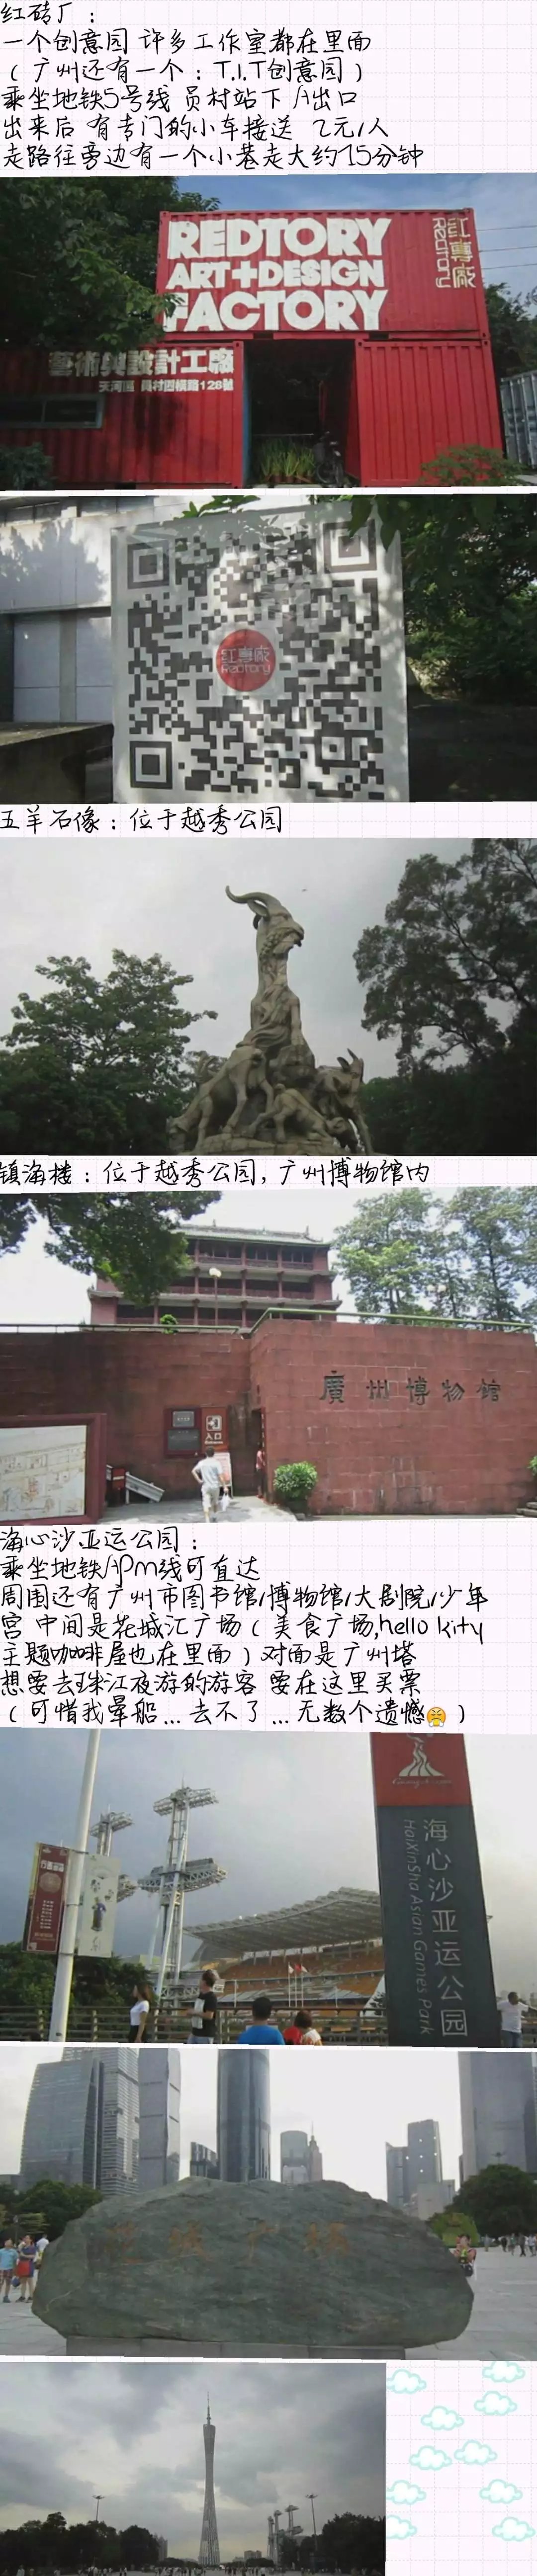 红砖厂：
一个创意园 许多工作室都在里面
（广州还有一个：T.I.T创意园）
乘坐地铁5号线 员村站下 A出口
出来后 有专门的小车接送 2元/人
走路往旁边有一个小巷走大约15分钟
REDTORY
ART+DESIGN
FACTORY
紅專廠
Redtory
藝術與設計工廠
天河區 員村四橫路128號
紅專廠
Redtory
五羊石像：位于越秀公园
镇海楼：位于越秀公园，广州博物馆内
廣州博物馆
入口
海心沙亚运公园：
乘坐地铁APM线可直达
周围还有广州市图书馆/博物馆/大剧院/少年
宫 中间是花城汇广场（美食广场,hello kity
主题咖啡屋也在里面）对面是广州塔
想要去珠江夜游的游客 要在这里买票
（可惜我晕船...去不了...无数个遗憾😤）
海心沙亚运公园
HaiXinSha Asian Games Park
花城广场